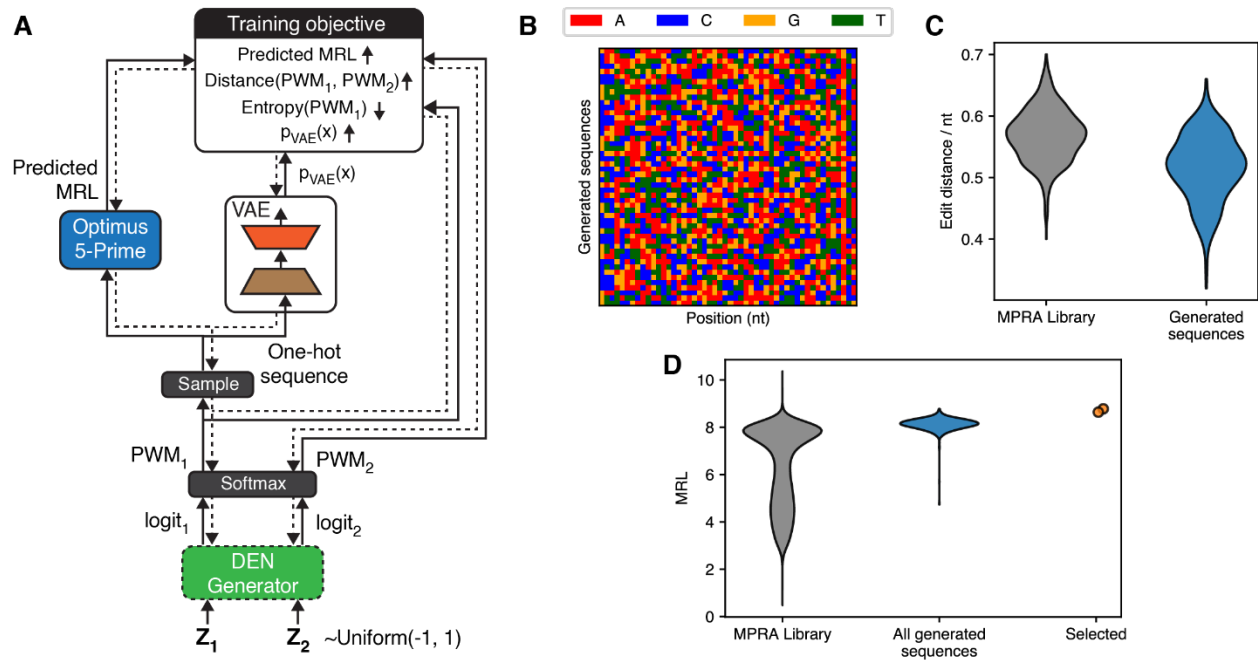 A
Training objective
Predicted MRL ↑
Distance(PWM₁, PWM₂)↑
Entropy(PWM₁) ↓
p_VAE(x) ↑
Predicted
MRL
p_VAE(x)
Optimus
5-Prime
VAE
One-hot
sequence
Sample
PWM₁
PWM₂
Softmax
logit₁
logit₂
DEN
Generator
Z₁
Z₂
~Uniform(-1, 1)
B
A C G T
Generated sequences
Position (nt)
C
Edit distance / nt
0.7
0.6
0.5
0.4
MPRA Library
Generated
sequences
D
MRL
10
8
6
4
2
0
MPRA Library
All generated
sequences
Selected